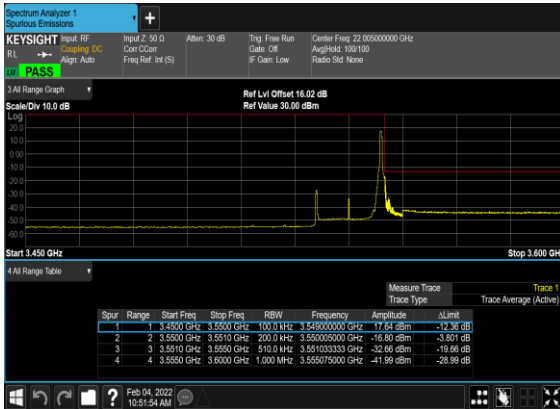 Spectrum Analyzer 1
Spurious Emissions
KEYSIGHT Input: RF Input Z: 50 Ω Atten: 30 dB Trig: Free Run Center Freq: 22.005000000 GHz
RL Coupling: DC Corr CCorr Gate: Off Avg|Hold: 100/100
Align: Auto Freq Ref: Int (S) IF Gain: Low Radio Std: None
PASS
3 All Range Graph
Ref Lvl Offset 16.02 dB
Scale/Div 10.0 dB Ref Value 30.00 dBm
Log
20.0
10.0
0.00
-10.0
-20.0
-30.0
-40.0
-50.0
-60.0
Start 3.450 GHz Stop 3.600 GH
4 All Range Table
Measure Trace Trace 1
Trace Type Trace Average (Active)
Spur Range Start Freq Stop Freq RBW Frequency Amplitude ΔLimit
1 1 3.4500 GHz 3.5500 GHz 100.0 kHz 3.549000000 GHz 17.64 dBm -12.36 dB
2 2 3.5500 GHz 3.5510 GHz 200.0 kHz 3.550005000 GHz -16.80 dBm -3.801 dB
3 3 3.5510 GHz 3.5550 GHz 510.0 kHz 3.551033333 GHz -32.66 dBm -19.66 dB
4 4 3.5550 GHz 3.6000 GHz 1.000 MHz 3.555075000 GHz -41.99 dBm -28.99 dB
Feb 04, 2022
10:51:54 AM